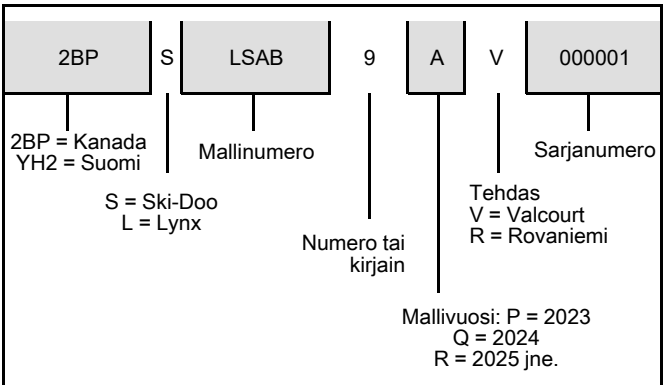 2BP S LSAB 9 A V 000001
2BP = Kanada
YH2 = Suomi
S = Ski-Doo
L = Lynx
Mallinumero
Numero tai
kirjain
Mallivuosi: P = 2023
Q = 2024
R = 2025 jne.
Tehdas
V = Valcourt
R = Rovaniemi
Sarjanumero